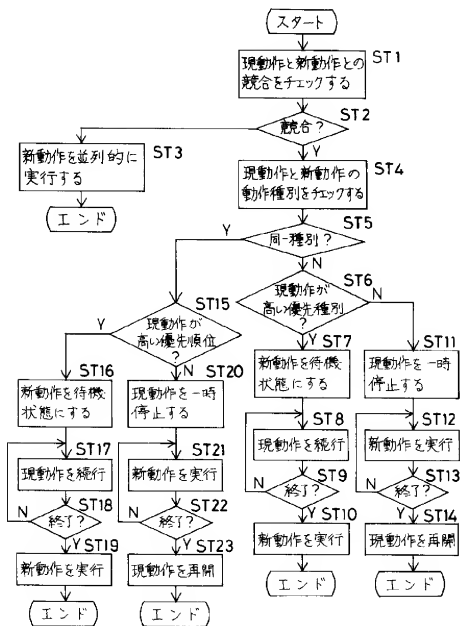 スタート
ST1
現動作と新動作との
競合をチェックする
ST2
競合?
Y
ST3
新動作を並列的に
実行する
エンド
ST4
現動作と新動作の
動作種別をチェックする
ST5
同一種別?
Y
N
ST6
現動作が
高い優先種別
?
N
Y
ST15
現動作が
高い優先順位
?
Y
N
ST16
新動作を待機
状態にする
ST17
現動作を続行
ST18
終了?
N
Y
ST19
新動作を実行
エンド
ST20
現動作を一時
停止する
ST21
新動作を実行
ST22
終了?
N
Y
ST23
現動作を再開
エンド
ST7
新動作を待機
状態にする
ST8
現動作を続行
ST9
終了?
N
Y
ST10
新動作を実行
エンド
ST11
現動作を一時
停止する
ST12
新動作を実行
ST13
終了?
N
Y
ST14
現動作を再開
エンド